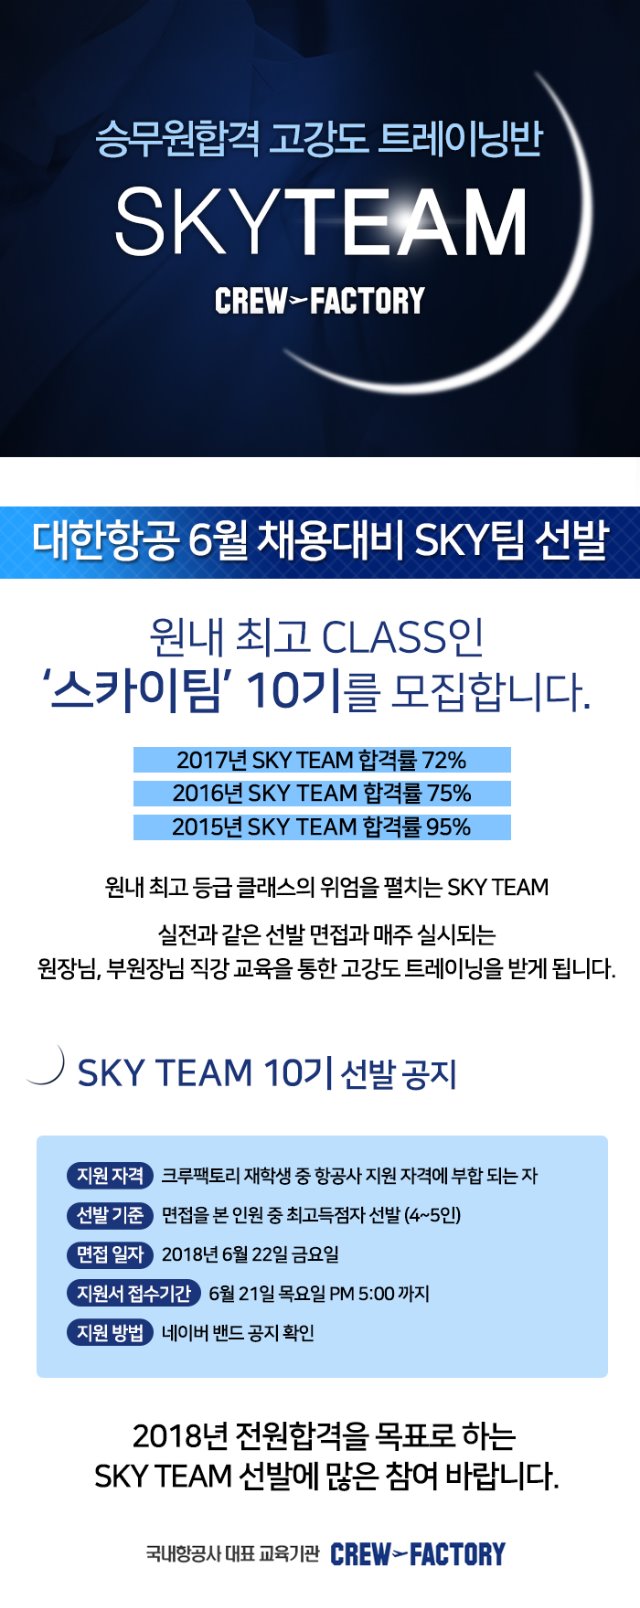 승무원합격 고강도 트레이닝반
SKYTEAM
CREW FACTORY
대한항공 6월 채용대비 SKY팀 선발
원내 최고 CLASS인
‘스카이팀’ 10기를 모집합니다.
2017년 SKY TEAM 합격률 72%
2016년 SKY TEAM 합격률 75%
2015년 SKY TEAM 합격률 95%
원내 최고 등급 클래스의 위엄을 펼치는 SKY TEAM
실전과 같은 선발 면접과 매주 실시되는
원장님, 부원장님 직강 교육을 통한 고강도 트레이닝을 받게 됩니다.
SKY TEAM 10기 선발 공지
지원 자격 크루팩토리 재학생 중 항공사 지원 자격에 부합 되는 자
선발 기준 면접을 본 인원 중 최고득점자 선발 (4~5인)
면접 일자 2018년 6월 22일 금요일
지원서 접수기간 6월 21일 목요일 PM 5:00 까지
지원 방법 네이버 밴드 공지 확인
2018년 전원합격을 목표로 하는
SKY TEAM 선발에 많은 참여 바랍니다.
국내항공사 대표 교육기관 CREW FACTORY